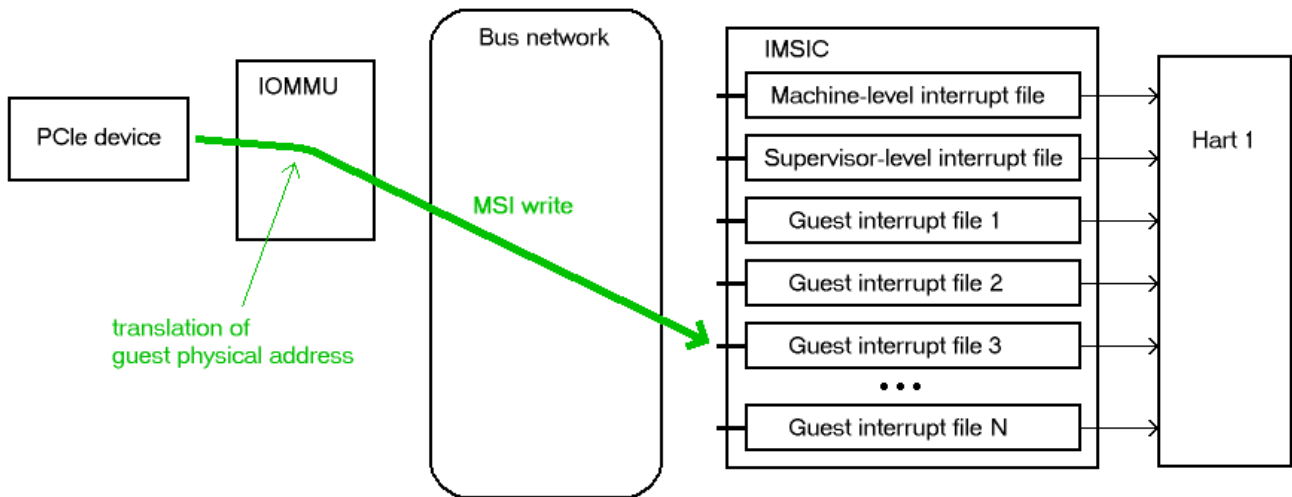 PCIe device
IOMMU
translation of
guest physical address
Bus network
MSI write
IMSIC
Machine-level interrupt file
Supervisor-level interrupt file
Guest interrupt file 1
Guest interrupt file 2
Guest interrupt file 3
• • •
Guest interrupt file N
Hart 1